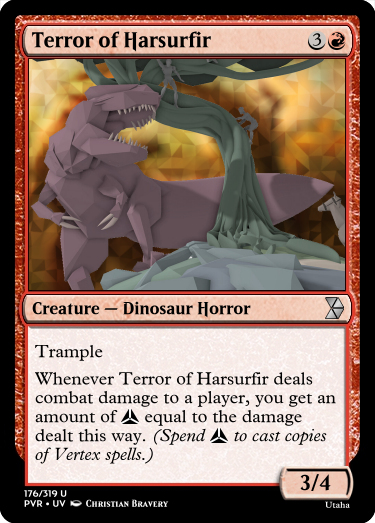 Terror of Harsurfir 3
Creature — Dinosaur Horror
Trample
Whenever Terror of Harsurfir deals
combat damage to a player, you get an
amount of equal to the damage
dealt this way. (Spend to cast copies
of Vertex spells.)
3/4
176/319 U
PVR • UV Christian Bravery
Utaha